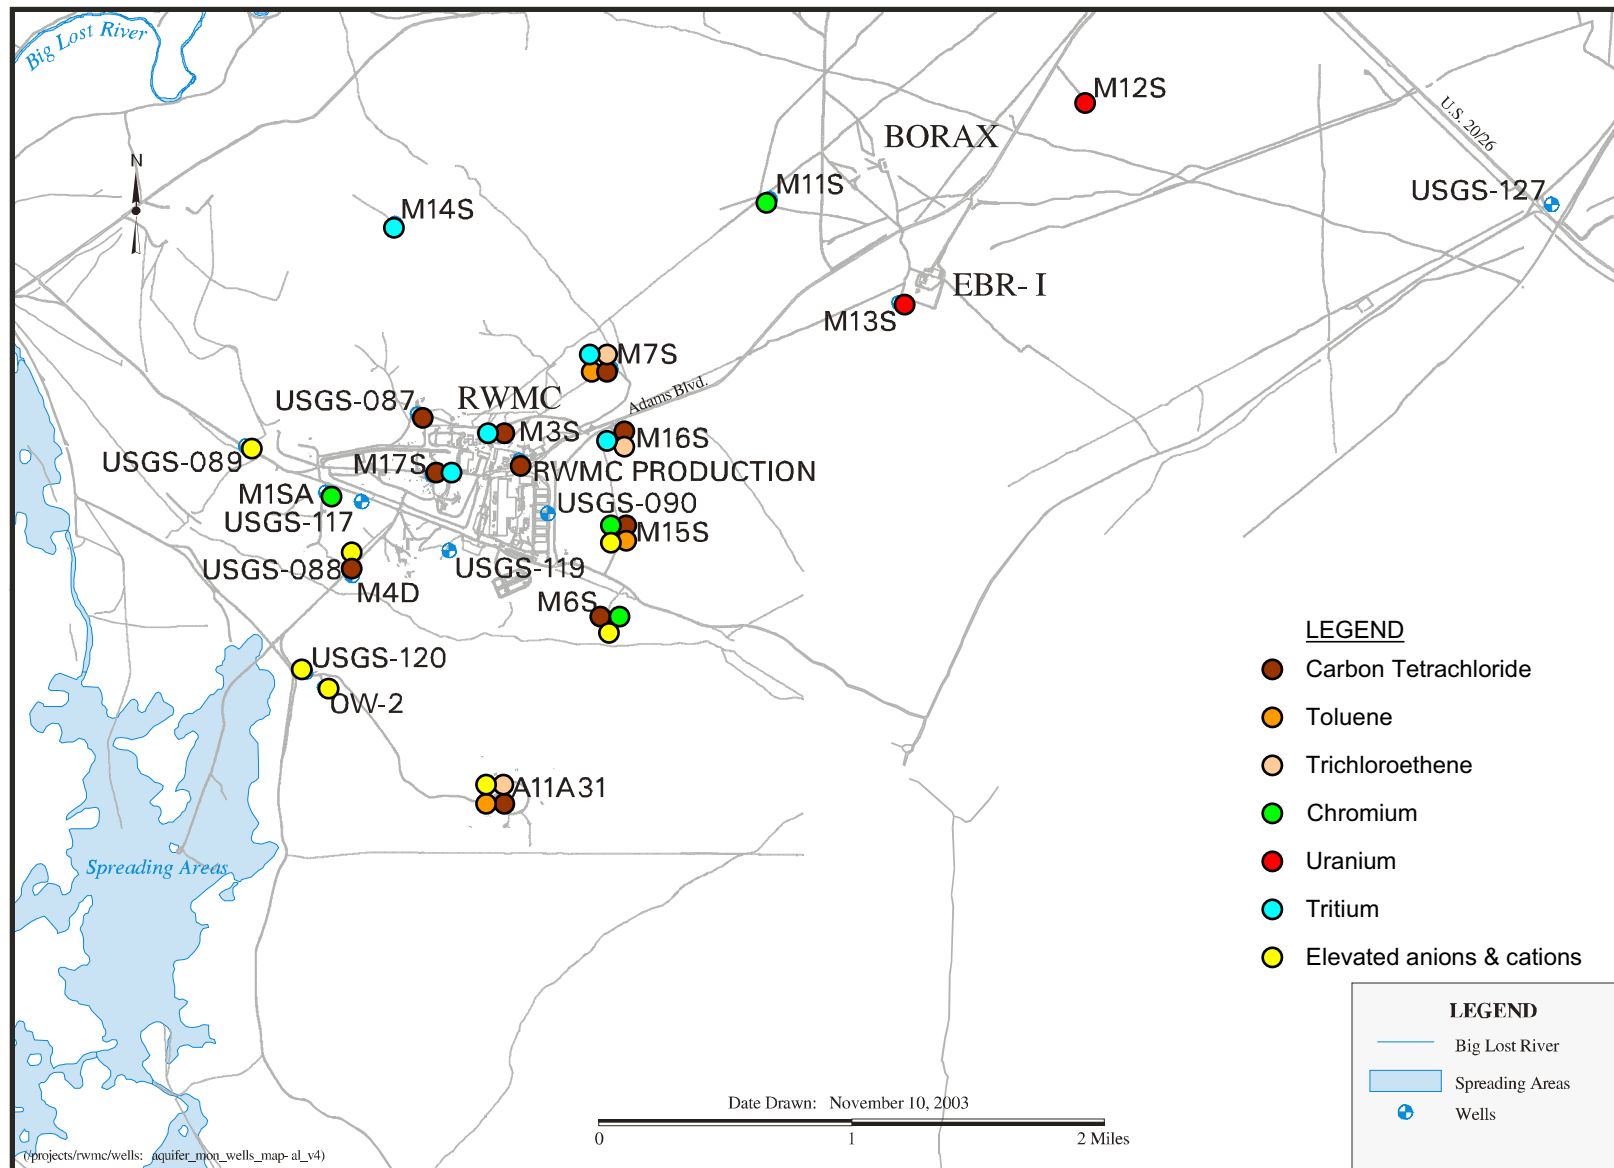 Big Lost River
M12S
U.S. 20/26
BORAX
N
M11S
USGS-127
M14S
EBR- I
M13S
M7S
Adams Blvd.
USGS-087
RWMC
M3S
M16S
USGS-089
M17S
RWMC PRODUCTION
M1SA
USGS-090
USGS-117
M15S
USGS-088
USGS-119
M4D
M6S
USGS-120
OW-2
A11A31
Spreading Areas
LEGEND
Carbon Tetrachloride
Toluene
Trichloroethene
Chromium
Uranium
Tritium
Elevated anions & cations
LEGEND
Big Lost River
Spreading Areas
Wells
Date Drawn: November 10, 2003
0 1 2 Miles
(/projects/rwmc/wells: aquifer_mon_wells_map- al_v4)